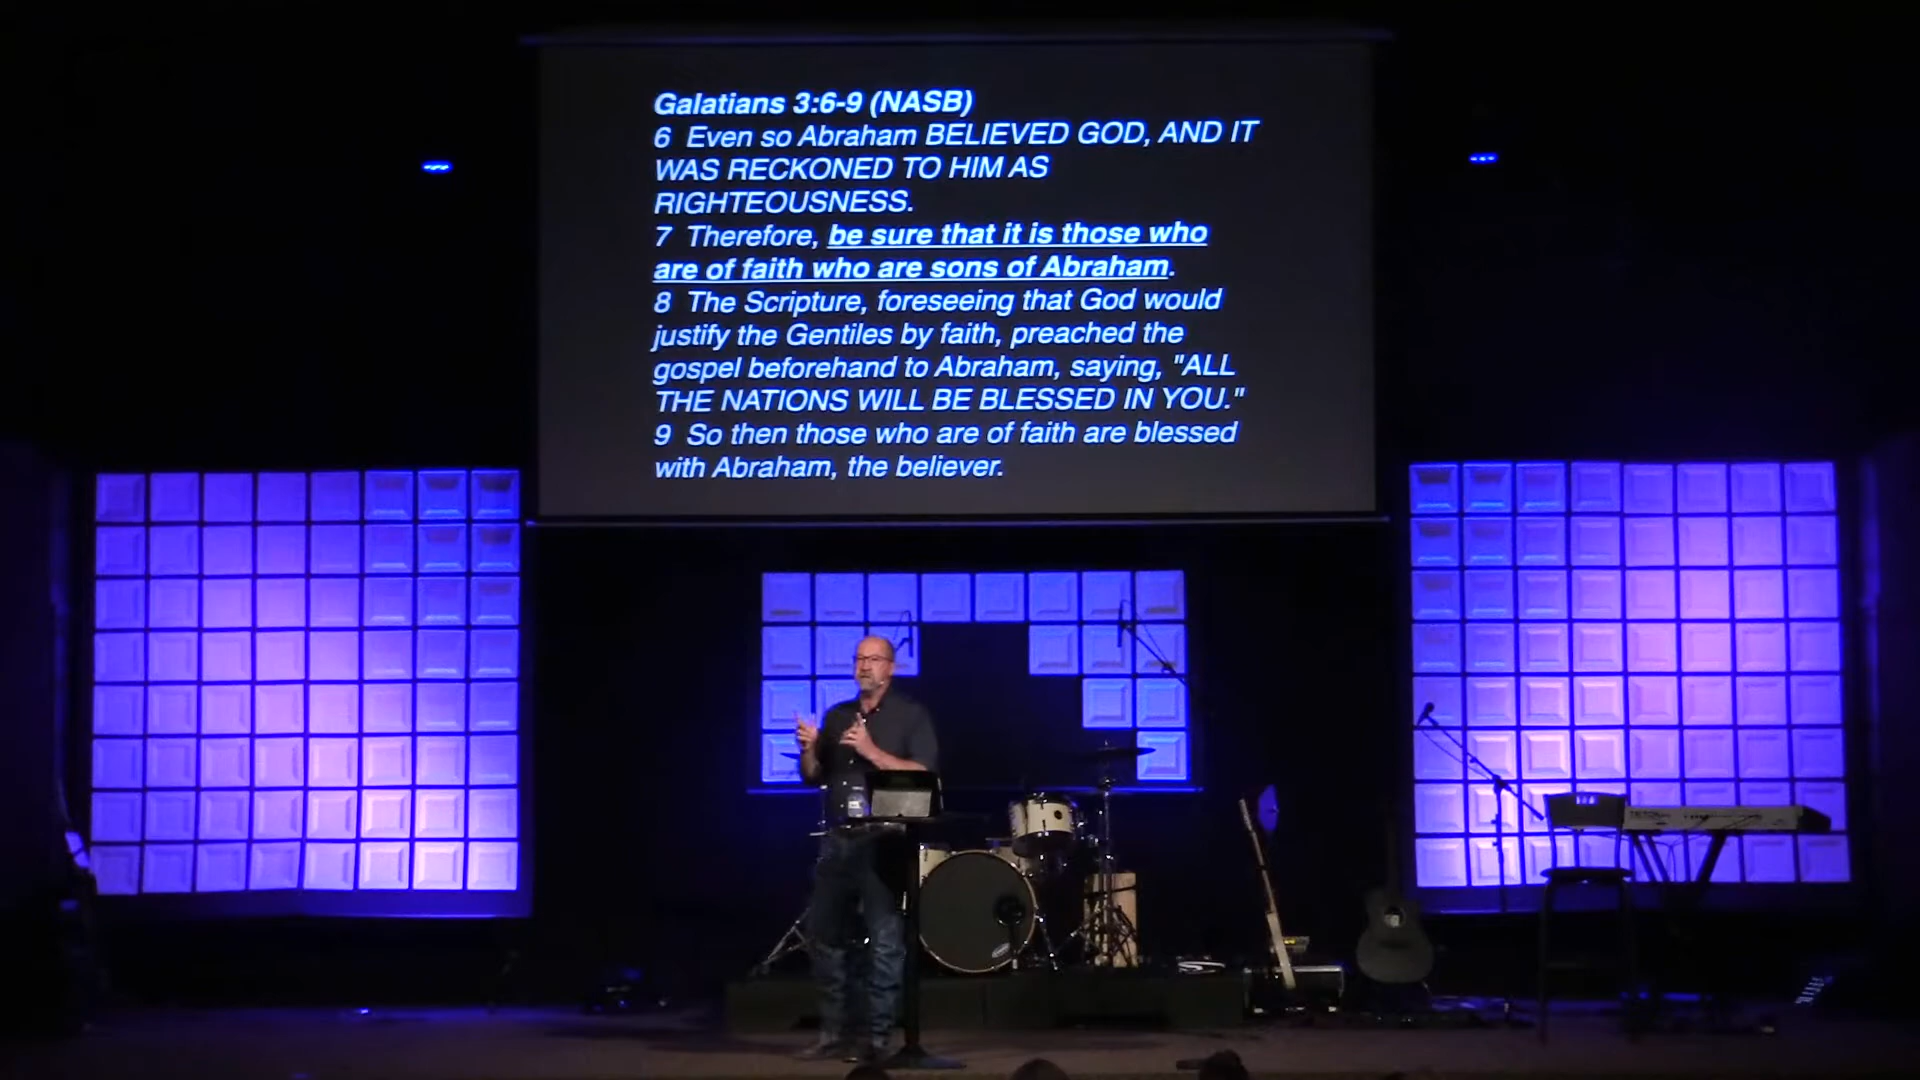 Galatians 3:6-9 (NASB)
6 Even so Abraham BELIEVED GOD, AND IT
WAS RECKONED TO HIM AS
RIGHTEOUSNESS.
7 Therefore, be sure that it is those who
are of faith who are sons of Abraham.
8 The Scripture, foreseeing that God would
justify the Gentiles by faith, preached the
gospel beforehand to Abraham, saying, "ALL
THE NATIONS WILL BE BLESSED IN YOU."
9 So then those who are of faith are blessed
with Abraham, the believer.